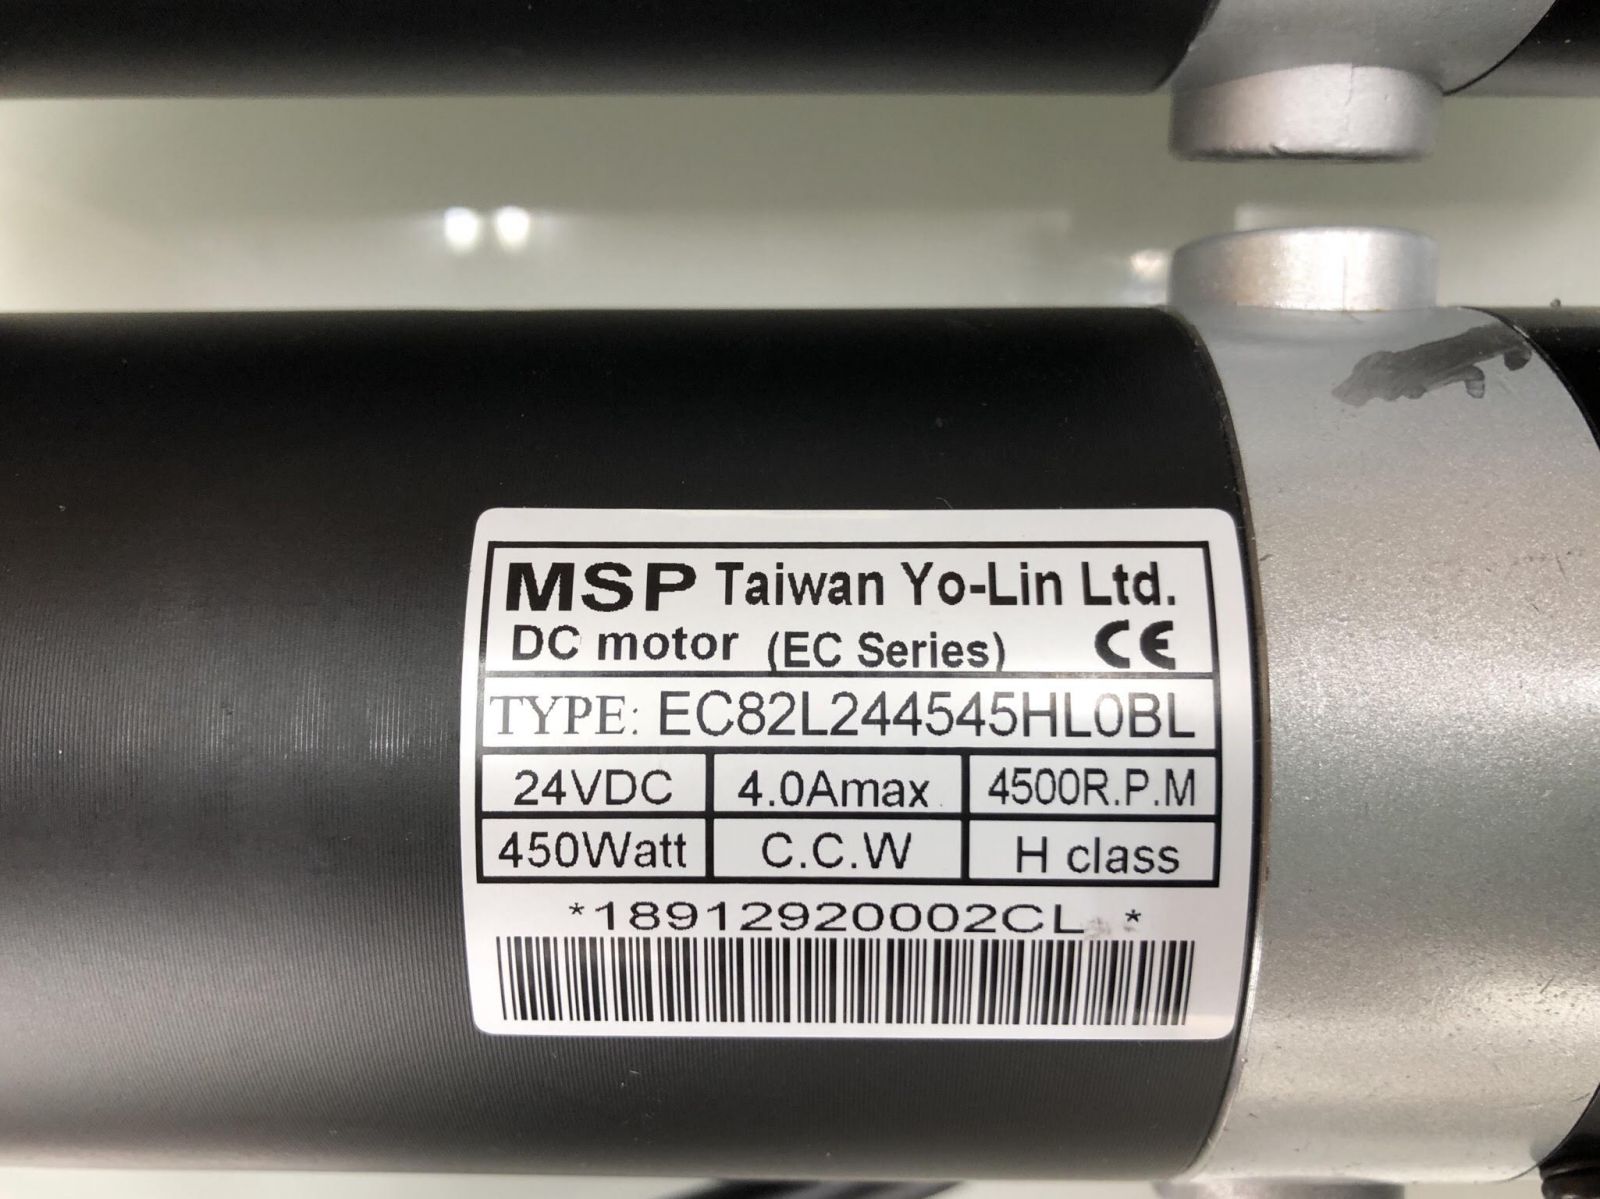 MSP Taiwan Yo-Lin Ltd.
DC motor (EC Series) CE
TYPE: EC82L244545HL0BL
24VDC 4.0Amax 4500R.P.M
450Watt C.C.W H class
*18912920002CL *